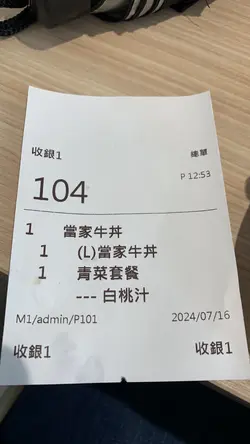 收銀1 總單
P 12:53
104
1 當家牛丼
1 (L)當家牛丼
1 青菜套餐
--- 白桃汁
M1/admin/P101 2024/07/16
收銀1 收銀1